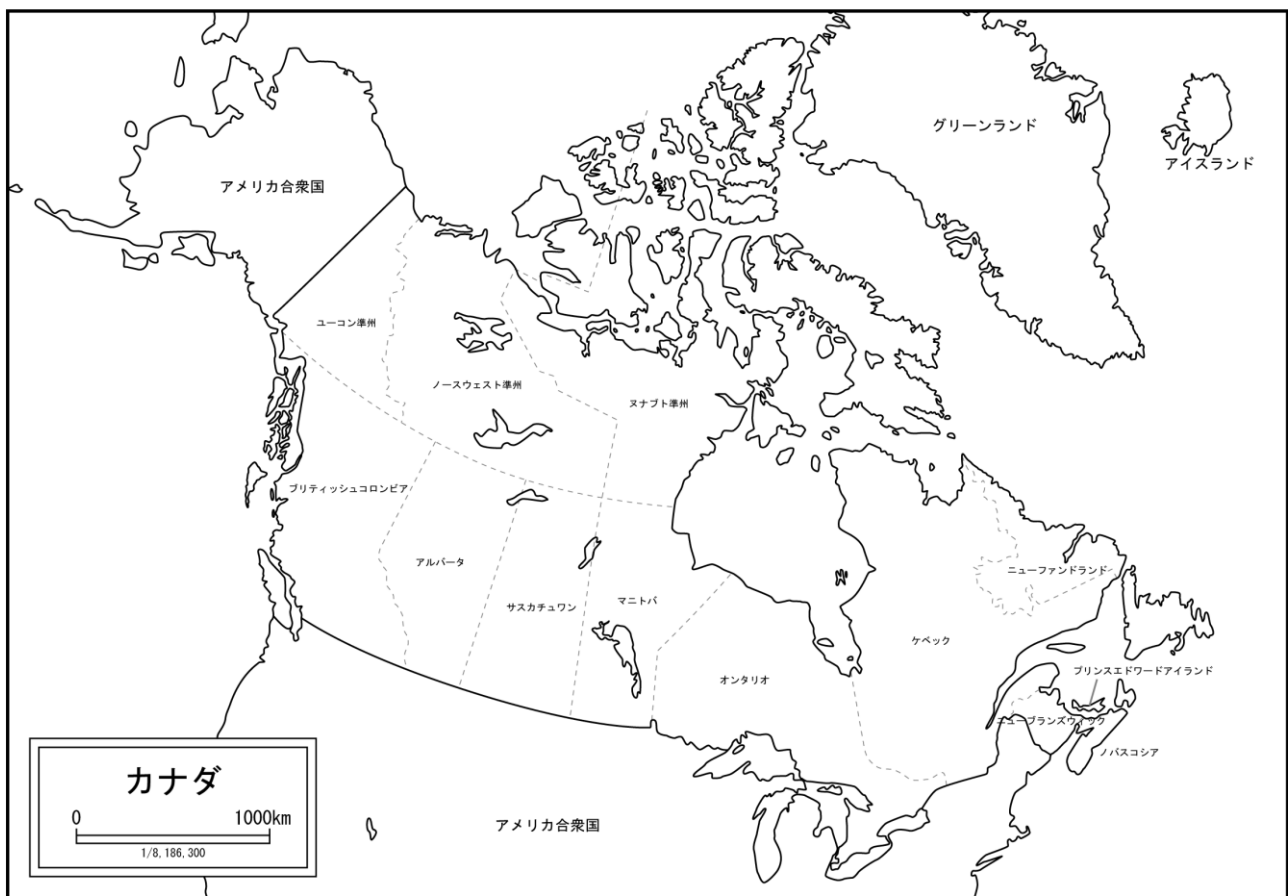 グリーンランド
アイスランド
アメリカ合衆国
ユーコン準州
ノースウェスト準州
ヌナブト準州
ブリティッシュコロンビア
アルバータ
ニューファンドランド
サスカチュワン
マニトバ
ケベック
プリンスエドワードアイランド
オンタリオ
ニューブランズウィック
ノバスコシア
カナダ
0 1000km
1/8,186,300
アメリカ合衆国